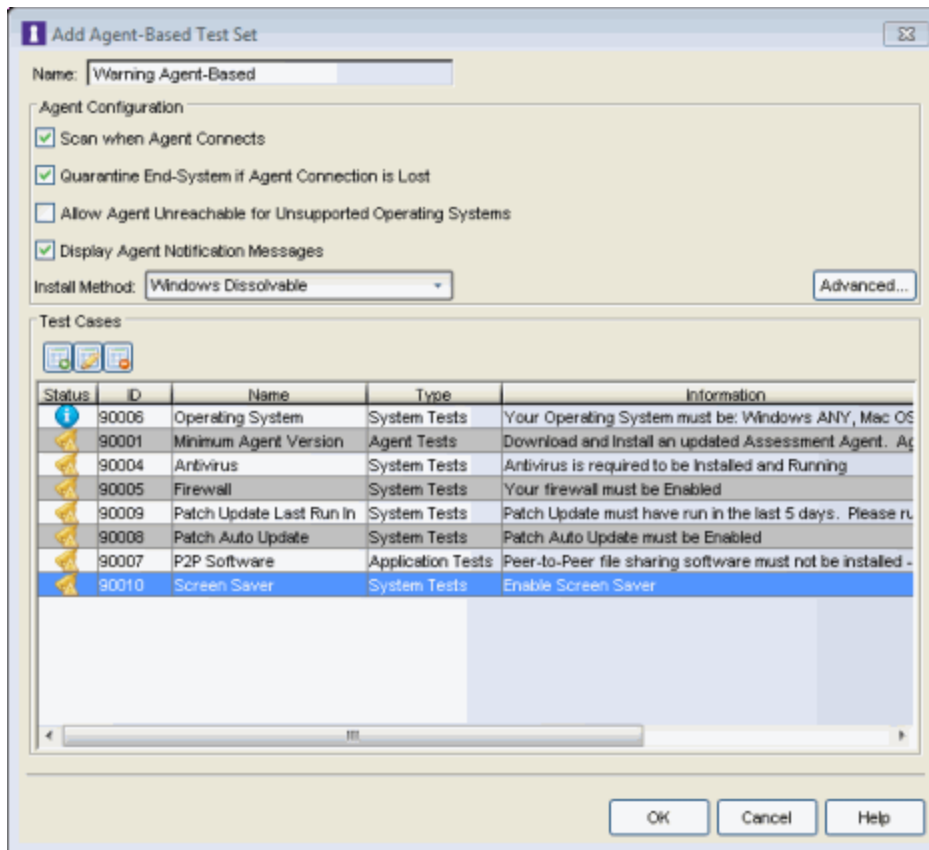 Add Agent-Based Test Set
Name: Warning Agent-Based
Agent Configuration
Scan when Agent Connects
Quarantine End-System if Agent Connection is Lost
Allow Agent Unreachable for Unsupported Operating Systems
Display Agent Notification Messages
Install Method: Windows Dissolvable Advanced...
Test Cases
Status ID Name Type Information
90006 Operating System System Tests Your Operating System must be: Windows ANY, Mac OS
90001 Minimum Agent Version Agent Tests Download and Install an updated Assessment Agent. Ag
90004 Antivirus System Tests Antivirus is required to be Installed and Running
90005 Firewall System Tests Your firewall must be Enabled
90009 Patch Update Last Run In System Tests Patch Update must have run in the last 5 days. Please ru
90008 Patch Auto Update System Tests Patch Auto Update must be Enabled
90007 P2P Software Application Tests Peer-to-Peer file sharing software must not be installed -
90010 Screen Saver System Tests Enable Screen Saver
OK Cancel Help